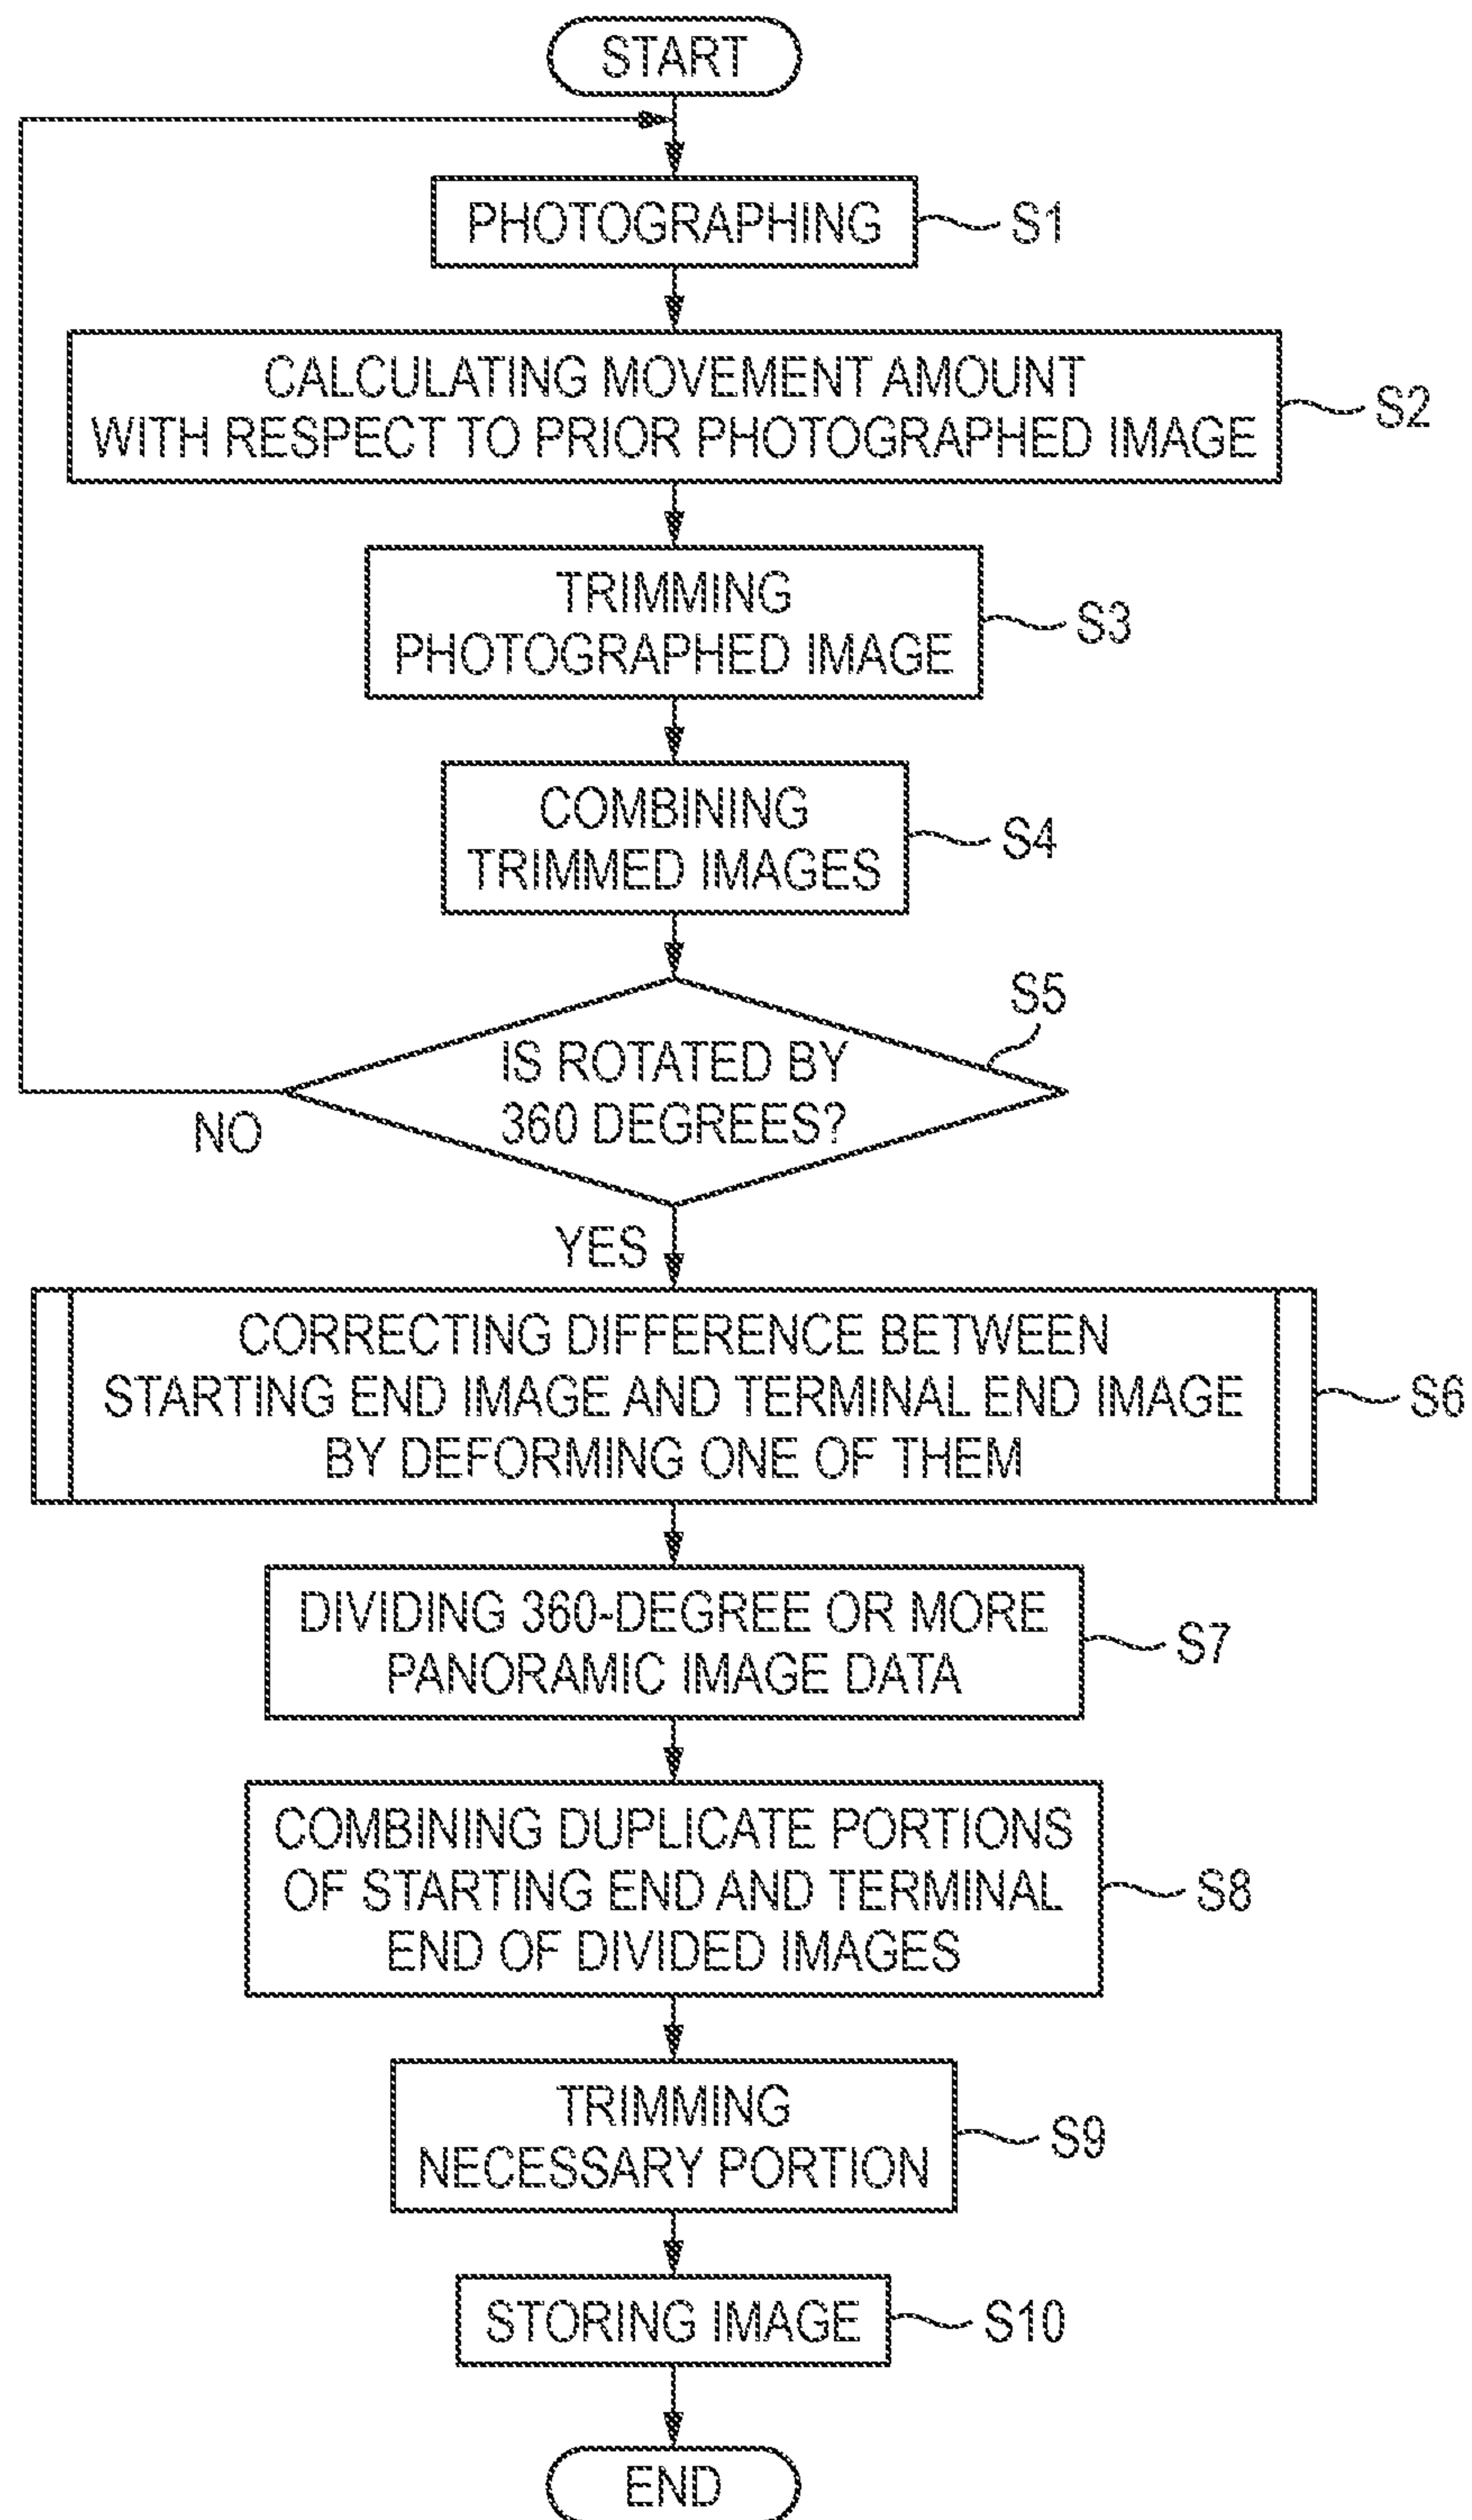 START
PHOTOGRAPHING
S1
CALCULATING MOVEMENT AMOUNT
WITH RESPECT TO PRIOR PHOTOGRAPHED IMAGE
S2
TRIMMING
PHOTOGRAPHED IMAGE
S3
COMBINING
TRIMMED IMAGES
S4
S5
IS ROTATED BY
360 DEGREES?
NO
YES
CORRECTING DIFFERENCE BETWEEN
STARTING END IMAGE AND TERMINAL END IMAGE
BY DEFORMING ONE OF THEM
S6
DIVIDING 360-DEGREE OR MORE
PANORAMIC IMAGE DATA
S7
COMBINING DUPLICATE PORTIONS
OF STARTING END AND TERMINAL
END OF DIVIDED IMAGES
S8
TRIMMING
NECESSARY PORTION
S9
STORING IMAGE
S10
END